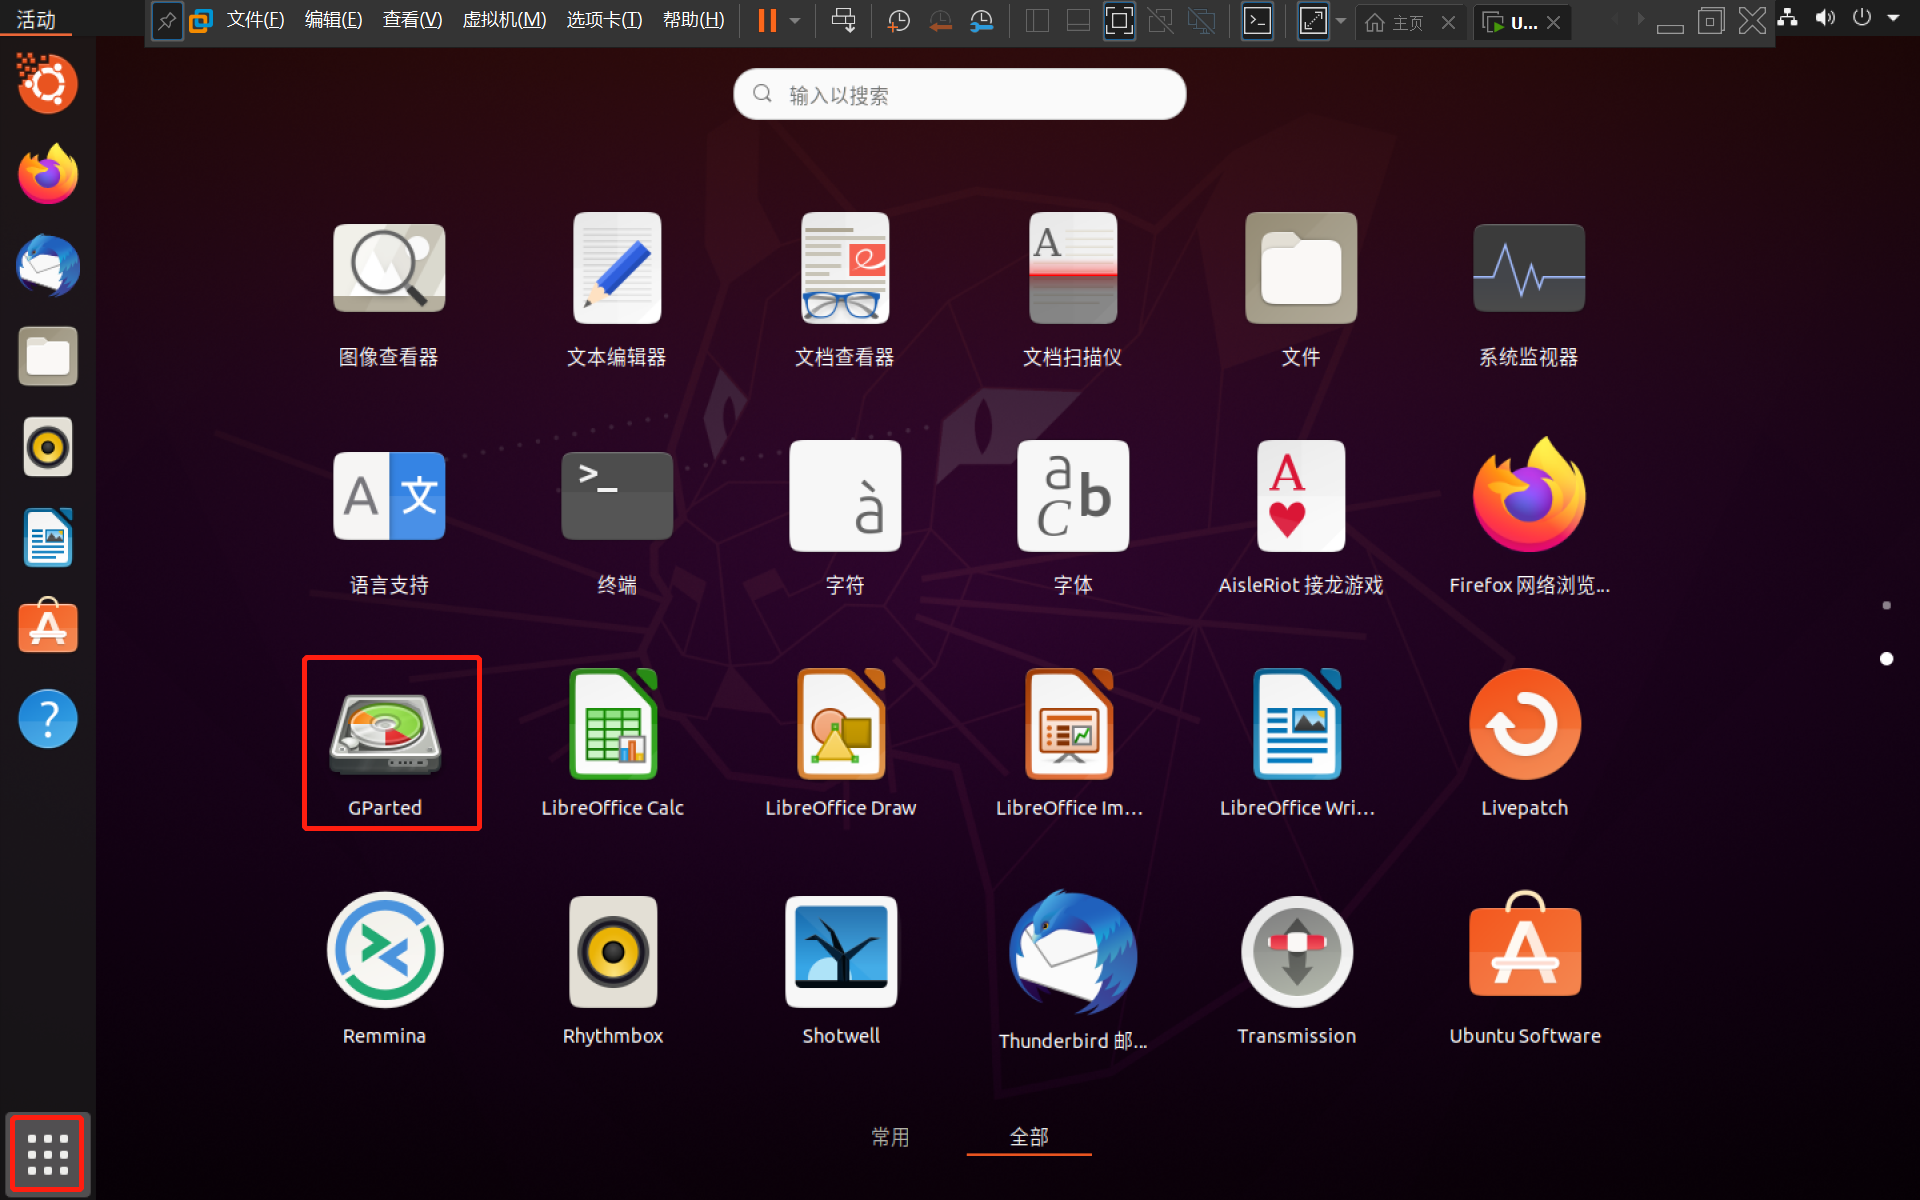 活动 文件(F) 编辑(E) 查看(V) 虚拟机(M) 选项卡(T) 帮助(H) 主页 U...
输入以搜索
图像查看器 文本编辑器 文档查看器 文档扫描仪 文件 系统监视器
语言支持 终端 字符 字体 AisleRiot 接龙游戏 Firefox 网络浏览...
GParted LibreOffice Calc LibreOffice Draw LibreOffice Im... LibreOffice Wri... Livepatch
Remmina Rhythmbox Shotwell Thunderbird 邮... Transmission Ubuntu Software
常用 全部